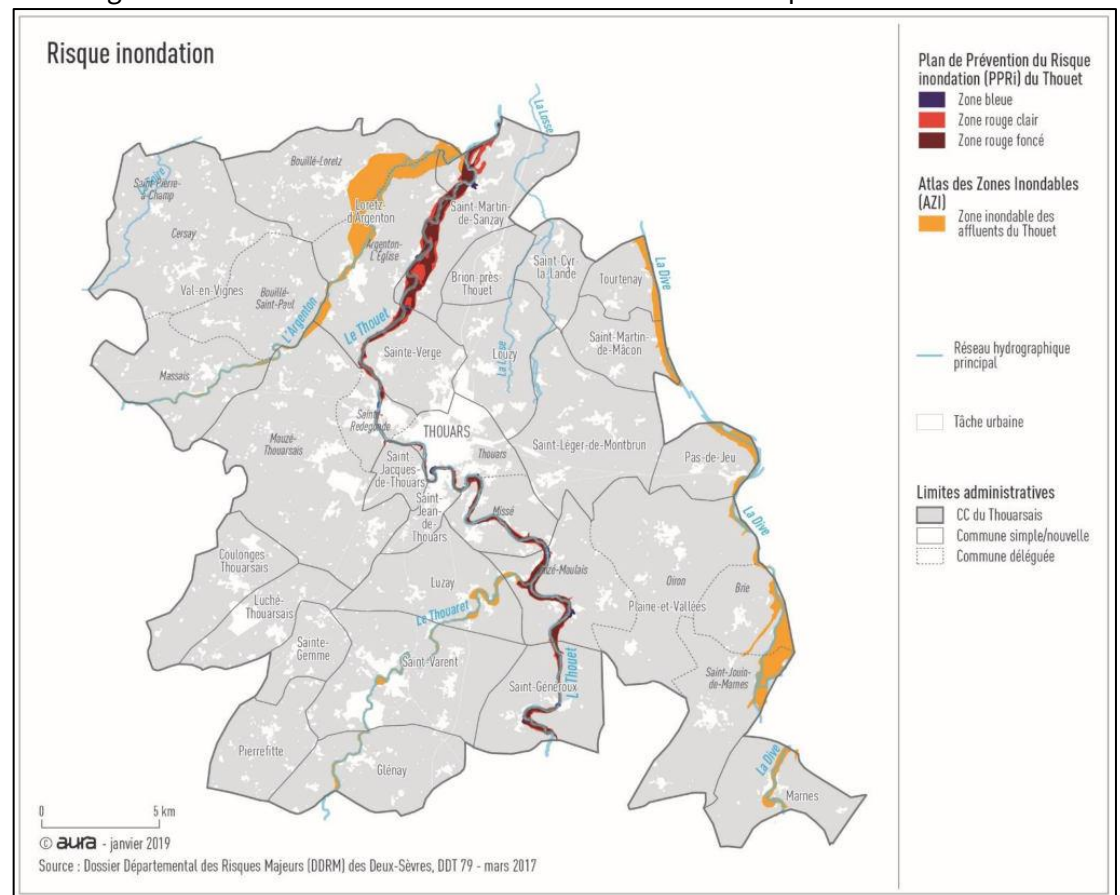 Risque inondation
La Losse
Bouillé-Loretz
Saint-Pierre-
à-Champ
Cersay
Loretz
d'Argenton
Saint-Martin-
de-Sanzay
Argenton-
L'Église
Val-en-Vignes
Bouillé-
Saint-Paul
Brion-près-
Thouet
Saint-Cyr-
la-Lande
Tourtenay
La Dive
L'Argenton
Le Thouet
Massais
Sainte-Verge
Louzy
La Losse
Saint-Martin-
de-Mâcon
Sainte-
Radegonde
THOUARS
Mauzé-
Thouarsais
Thouars
Saint-Léger-de-Montbrun
Pas-de-Jeu
Saint
Jacques-
de-Thouars
Saint-
Jean-
de-
Thouars
Missé
La Dive
Coulonges
Thouarsais
Luzay
Oiron
Brie
Plaine-et-Vallées
Luché-
Thouarsais
Le Thouaret
Sainte-
Gemme
Saint-Varent
Le Thouet
Saint-Jouin-
de-Marnes
Saint-Généroux
Pierrefitte
Glénay
La Dive
Marnes
0 5 km
© aura - janvier 2019
Source : Dossier Départemental des Risques Majeurs (DDRM) des Deux-Sèvres, DDT 79 - mars 2017
Plan de Prévention du Risque
inondation (PPRi) du Thouet
Zone bleue
Zone rouge clair
Zone rouge foncé
Atlas des Zones Inondables
(AZI)
Zone inondable des
affluents du Thouet
Réseau hydrographique
principal
Tâche urbaine
Limites administratives
CC du Thouarsais
Commune simple/nouvelle
Commune déléguée